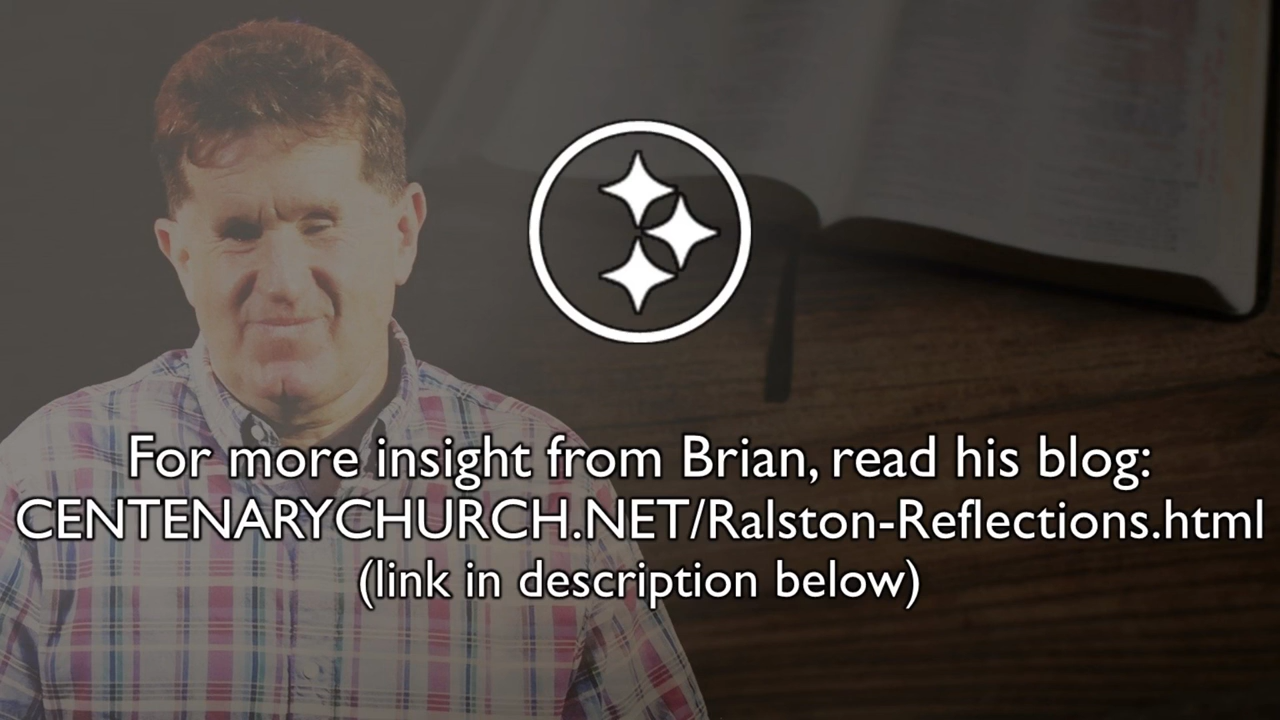 For more insight from Brian, read his blog:
CENTENARYCHURCH.NET/Ralston-Reflections.html
(link in description below)